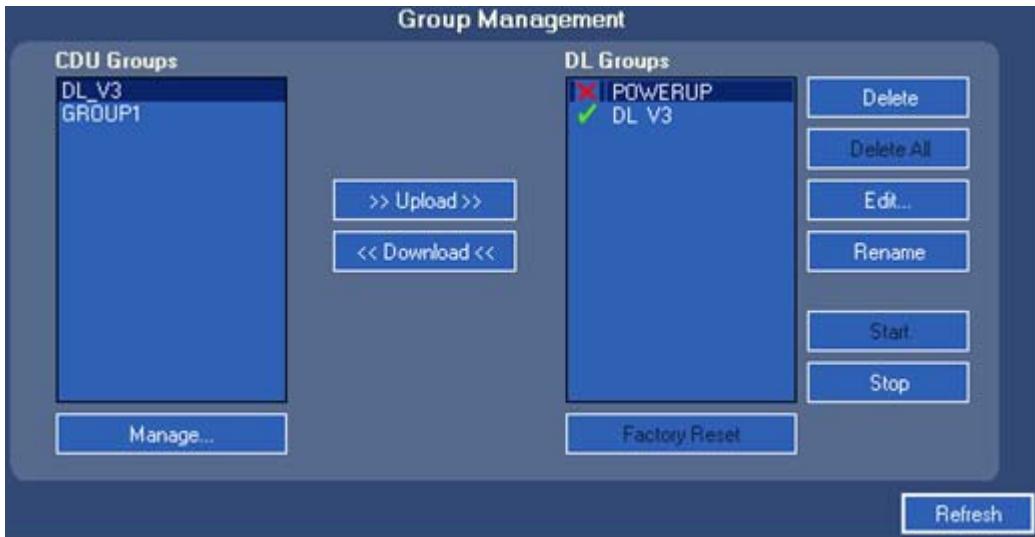 Group Management
CDU Groups
DL_V3
GROUP1
>> Upload >>
<< Download <<
Manage...
DL Groups
POWERUP
DL V3
Factory Reset
Delete
Delete All
Edit...
Rename
Start
Stop
Refresh